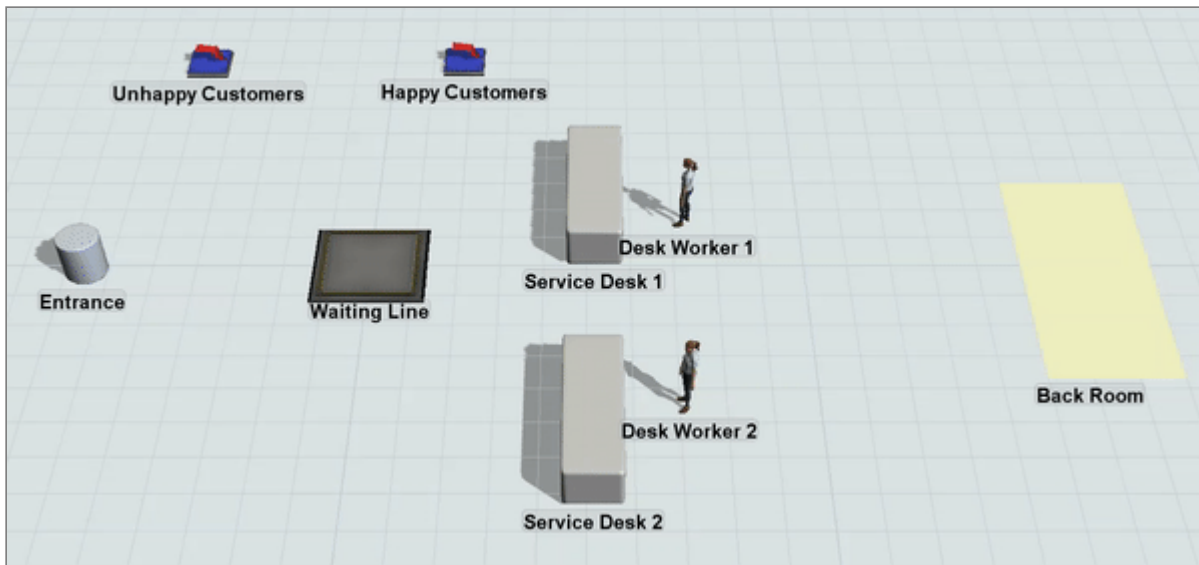 Unhappy Customers
Happy Customers
Desk Worker 1
Service Desk 1
Entrance
Waiting Line
Back Room
Desk Worker 2
Service Desk 2